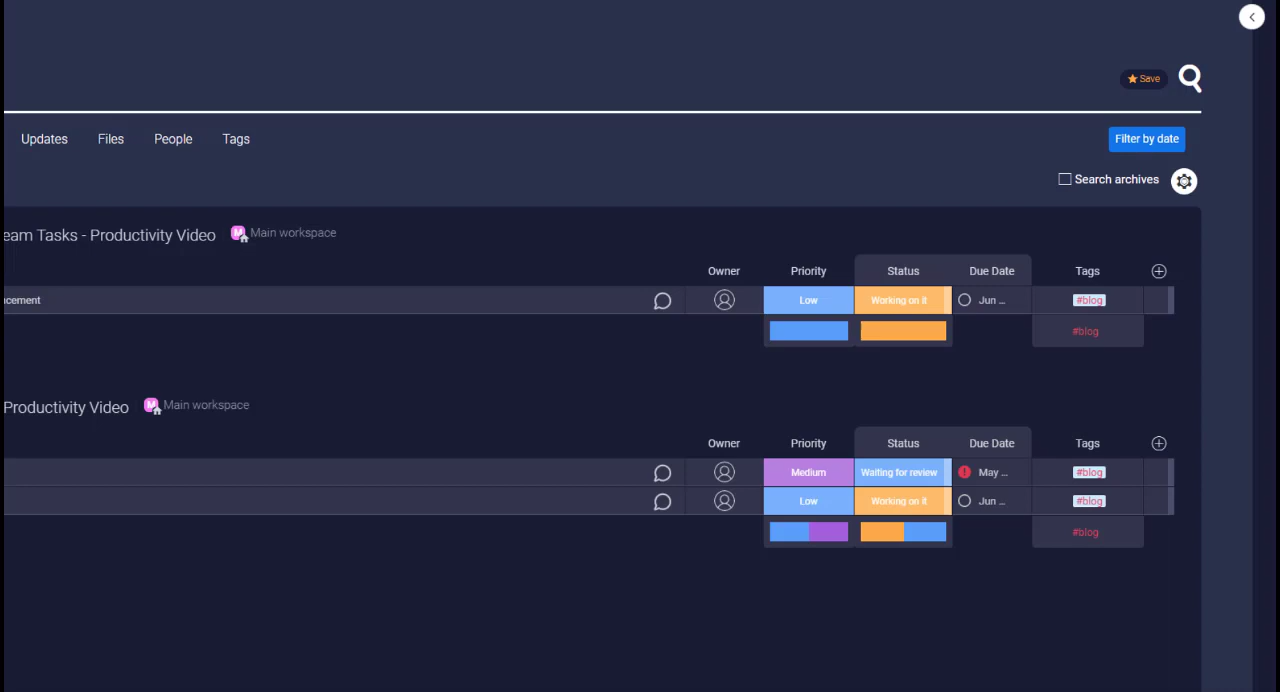 Save
Updates Files People Tags Filter by date
Search archives
eam Tasks - Productivity Video M Main workspace
Owner Priority Status Due Date Tags
cement Low Working on it Jun ... #blog
#blog
Productivity Video M Main workspace
Owner Priority Status Due Date Tags
Medium Waiting for review ! May ... #blog
Low Working on it Jun ... #blog
#blog